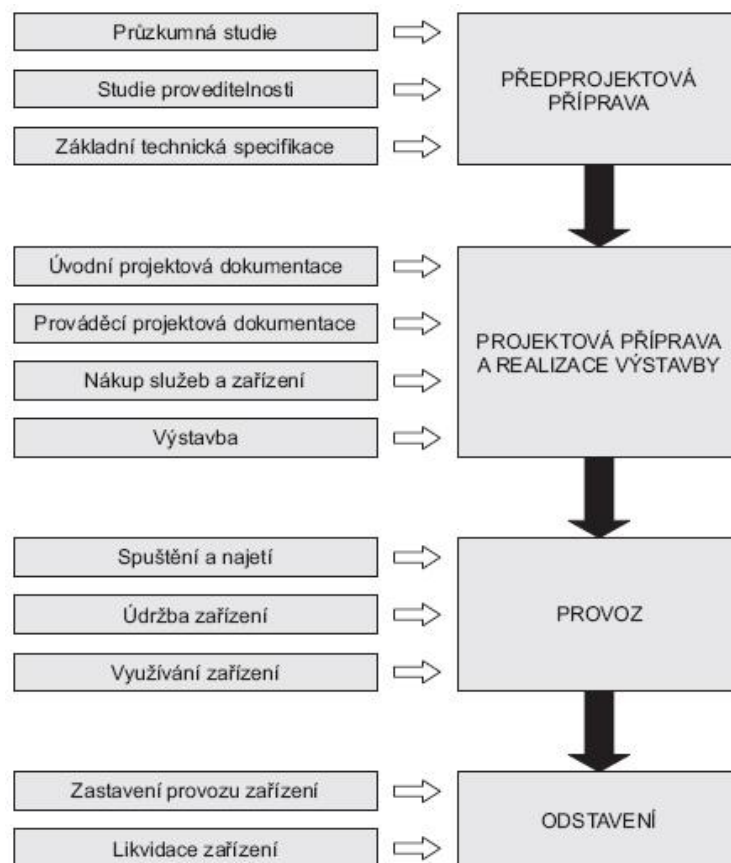 Průzkumná studie
Studie proveditelnosti
Základní technická specifikace
PŘEDPROJEKTOVÁ
PŘÍPRAVA
Úvodní projektová dokumentace
Prováděcí projektová dokumentace
Nákup služeb a zařízení
Výstavba
PROJEKTOVÁ PŘÍPRAVA
A REALIZACE VÝSTAVBY
Spuštění a najetí
Údržba zařízení
Využívání zařízení
PROVOZ
Zastavení provozu zařízení
Likvidace zařízení
ODSTAVENÍ